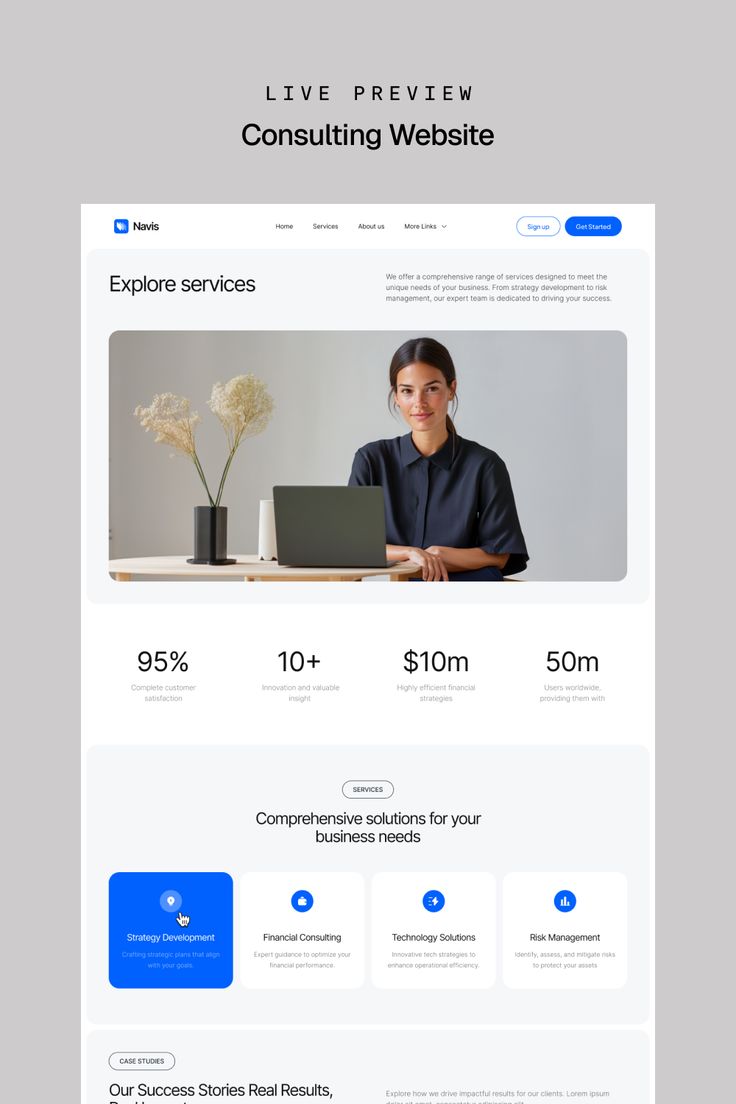 LIVE PREVIEW
Consulting Website
Navis
Home
Services
About us
More Links
Sign up
Get Started
Explore services
We offer a comprehensive range of services designed to meet the
unique needs of your business. From strategy development to risk
management, our expert team is dedicated to driving your success.
95%
Complete customer
satisfaction
10+
Innovation and valuable
insight
$10m
Highly efficient financial
strategies
50m
Users worldwide,
providing them with
SERVICES
Comprehensive solutions for your
business needs
Strategy Development
Crafting strategic plans that align
with your goals.
Financial Consulting
Expert guidance to optimize your
financial performance.
Technology Solutions
Innovative tech strategies to
enhance operational efficiency.
Risk Management
Identify, assess, and mitigate risks
to protect your assets
CASE STUDIES
Our Success Stories Real Results,
Explore how we drive impactful results for our clients. Lorem ipsum